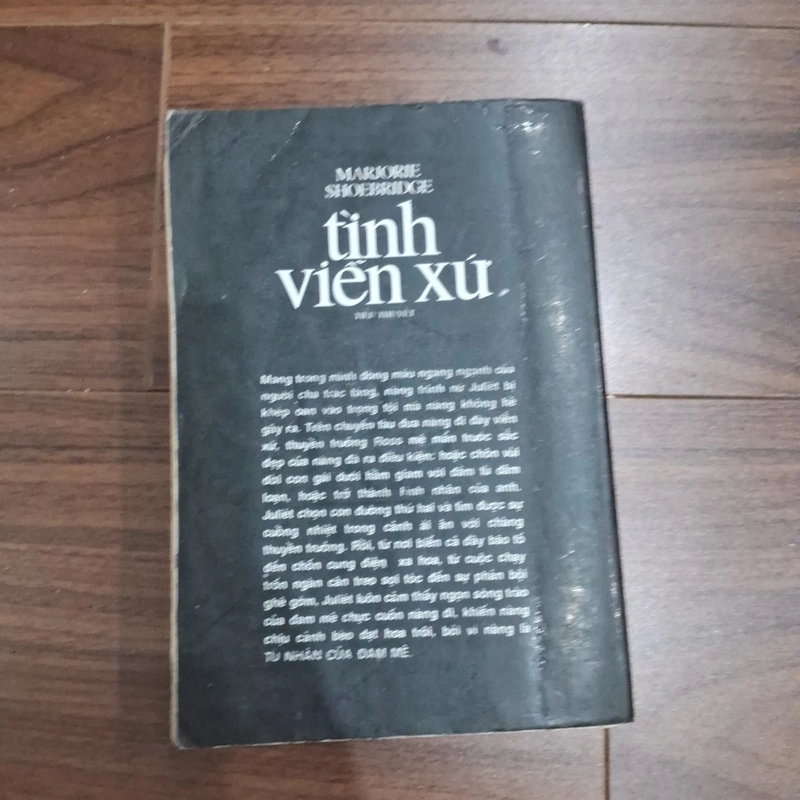 MARJORIE
SHOEBRIDGE
tình
viễn xứ
TIỂU THUYẾT
Mang trong mình dòng máu ngang ngạnh của
người cha trác táng, nàng trinh nữ Juliet bị
khép oan vào trọng tội mà nàng không hề
gây ra. Trên chuyến tàu đưa nàng đi đày viễn
xứ, thuyền trưởng Ross mê mẩn trước sắc
đẹp của nàng đã ra điều kiện: hoặc chôn vùi
đời con gái dưới hầm giam với đám tù dâm
loạn, hoặc trở thành tình nhân của anh.
Juliet chọn con đường thứ hai và tìm được sự
cuồng nhiệt trong cảnh ái ân với chàng
thuyền trưởng. Rồi, từ nơi biển cả đầy bão tố
đến chốn cung điện xa hoa, từ cuộc chạy
trốn ngàn cân treo sợi tóc đến sự phản bội
ghê gớm, Juliet luôn cảm thấy ngọn sóng trào
của đam mê chực cuốn nàng đi, khiến nàng
chịu cảnh bèo dạt hoa trôi, bởi vì nàng là
TÙ NHÂN CỦA ĐAM MÊ.